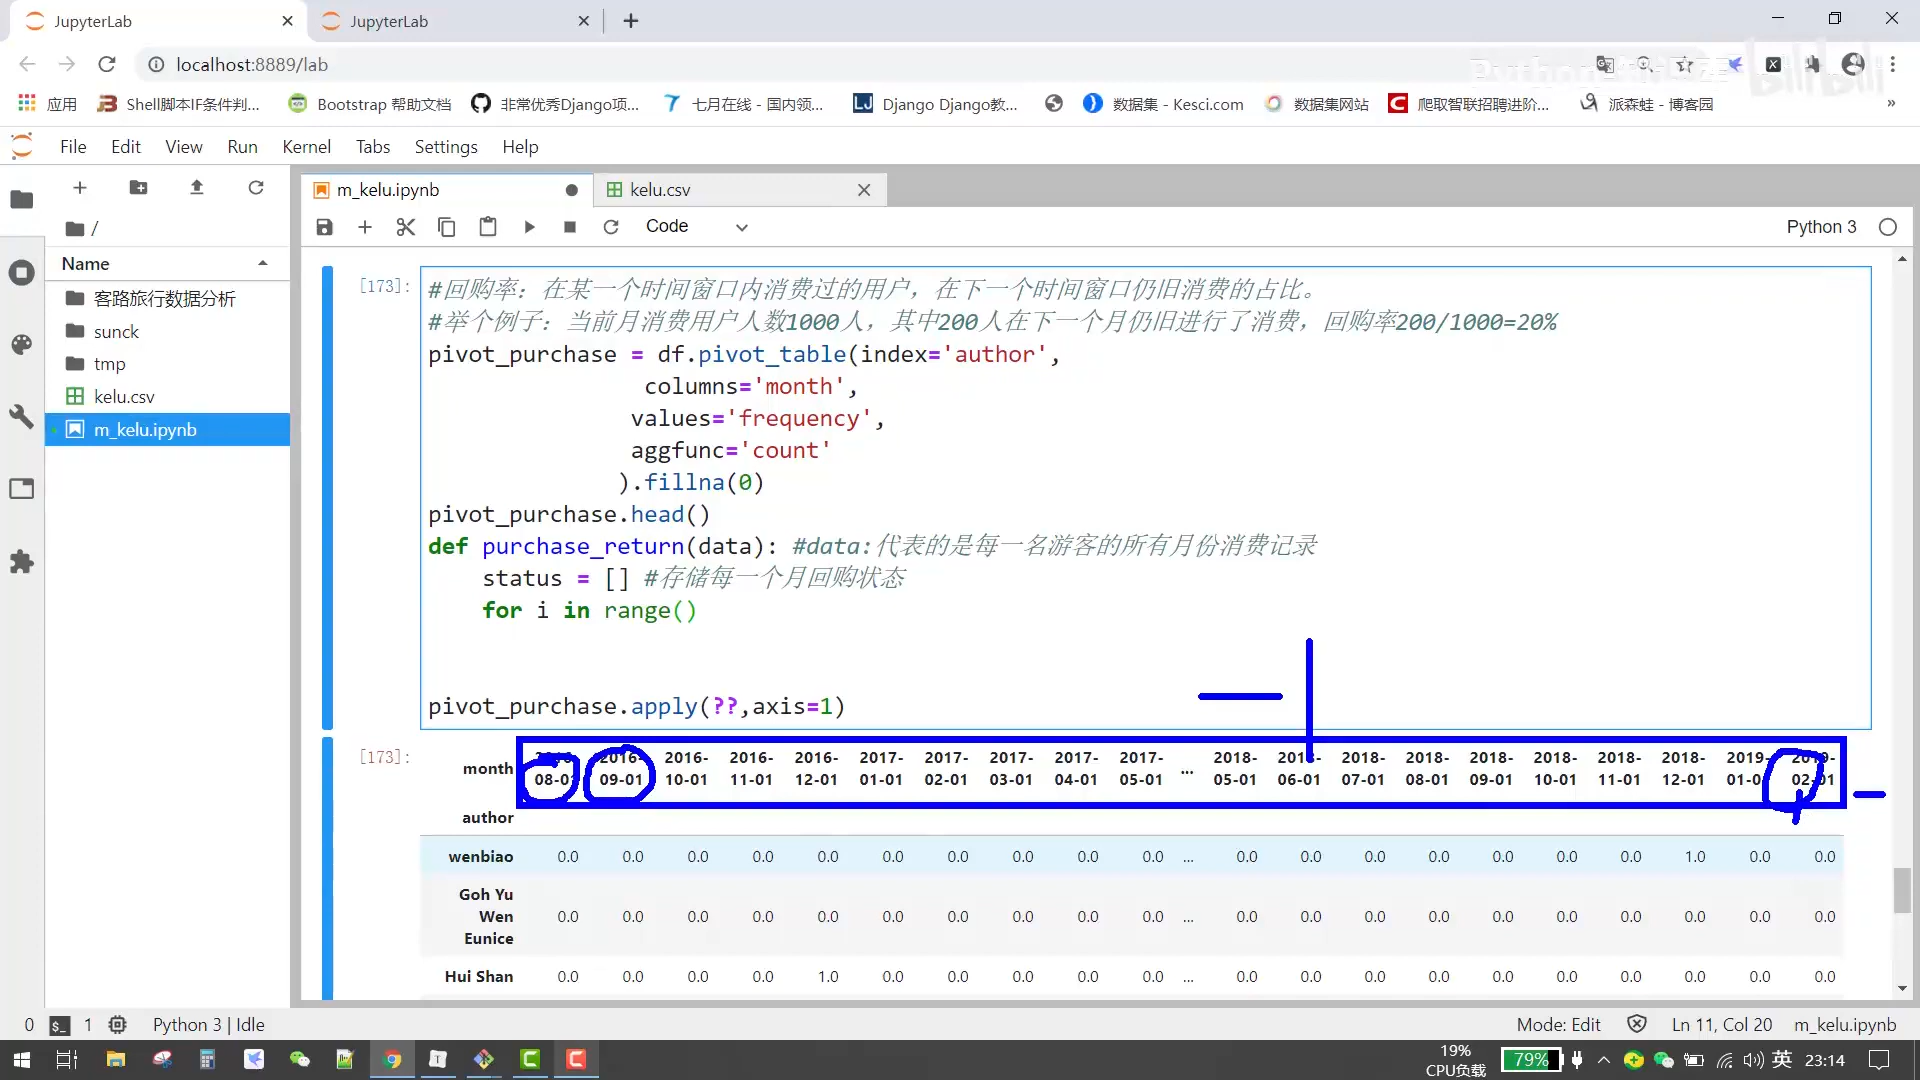 JupyterLab
JupyterLab
localhost:8889/lab
应用
Shell脚本IF条件判...
Bootstrap 帮助文档
非常优秀Django项...
七月在线 - 国内领...
Django Django教...
数据集 - Kesci.com
数据集网站
爬取智联招聘进阶...
派森蛙 - 博客园
»
bilibili
File Edit View Run Kernel Tabs Settings Help
m_kelu.ipynb
kelu.csv
/
Code
Python 3
Name
客路旅行数据分析
sunck
tmp
kelu.csv
m_kelu.ipynb
[173]:
#回购率：在某一个时间窗口内消费过的用户，在下一个时间窗口仍旧消费的占比。
#举个例子：当前月消费用户人数1000人，其中200人在下一个月仍旧进行了消费，回购率200/1000=20%
pivot_purchase = df.pivot_table(index='author',
columns='month',
values='frequency',
aggfunc='count'
).fillna(0)
pivot_purchase.head()
def purchase_return(data): #data:代表的是每一名游客的所有月份消费记录
status = [] #存储每一个月回购状态
for i in range()
pivot_purchase.apply(??,axis=1)
[173]:
month 2016-08-01 2016-09-01 2016-10-01 2016-11-01 2016-12-01 2017-01-01 2017-02-01 2017-03-01 2017-04-01 2017-05-01 ... 2018-05-01 2018-06-01 2018-07-01 2018-08-01 2018-09-01 2018-10-01 2018-11-01 2018-12-01 2019-01-01 2019-02-01
author
wenbiao 0.0 0.0 0.0 0.0 0.0 0.0 0.0 0.0 0.0 0.0 ... 0.0 0.0 0.0 0.0 0.0 0.0 0.0 1.0 0.0 0.0
Goh Yu Wen Eunice 0.0 0.0 0.0 0.0 0.0 0.0 0.0 0.0 0.0 0.0 ... 0.0 0.0 0.0 0.0 0.0 0.0 0.0 0.0 0.0 0.0
Hui Shan 0.0 0.0 0.0 0.0 1.0 0.0 0.0 0.0 0.0 0.0 ... 0.0 0.0 0.0 0.0 0.0 0.0 0.0 0.0 0.0 0.0
0 1 Python 3 | Idle
Mode: Edit Ln 11, Col 20 m_kelu.ipynb
19%
CPU负载
79%
英
23:14